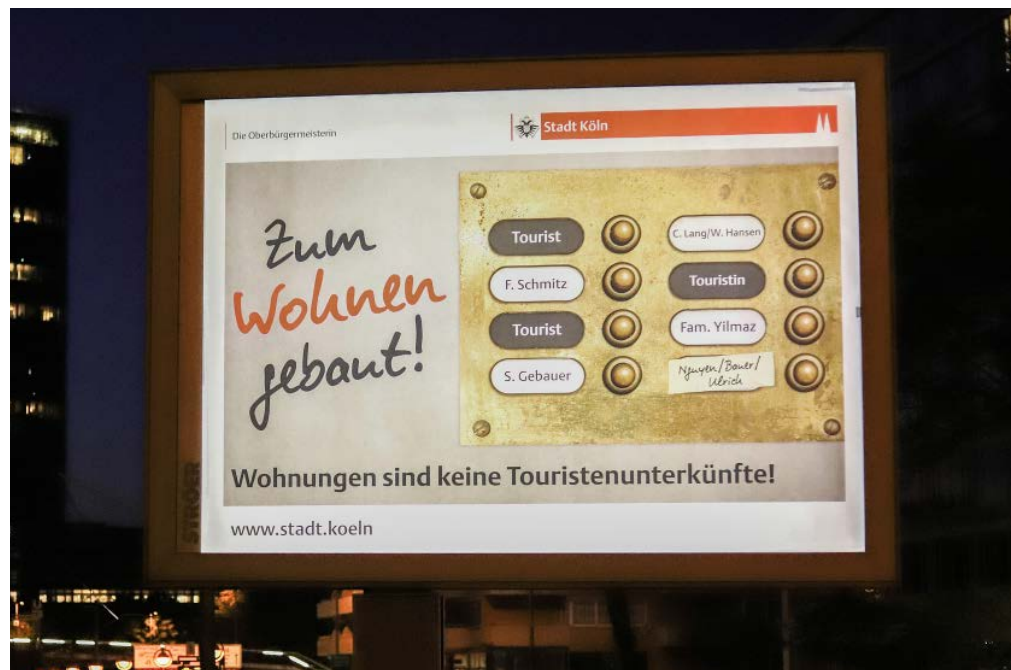 Die Oberbürgermeisterin
Stadt Köln
Zum
Wohnen
gebaut!
Tourist
C. Lang/W. Hansen
F. Schmitz
Touristin
Tourist
Fam. Yilmaz
S. Gebauer
Nguyen/Bauer/
Ulrich
Wohnungen sind keine Touristenunterkünfte!
www.stadt.koeln
STRÖER